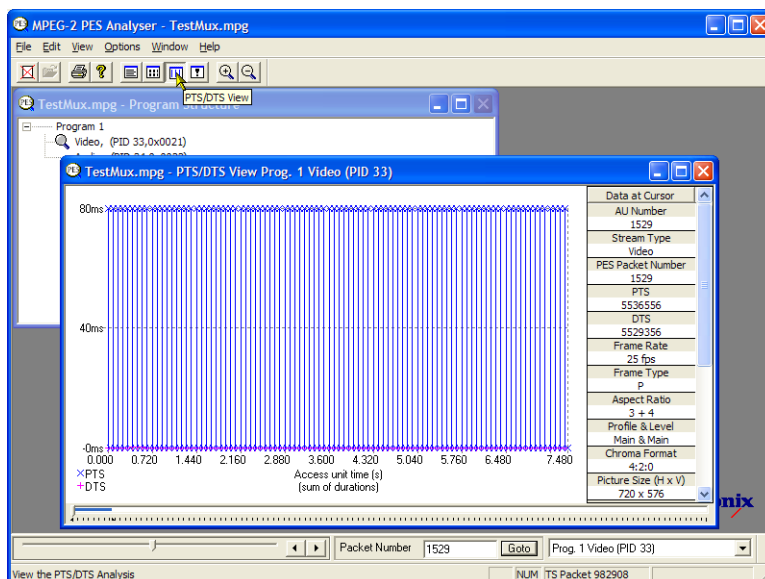 MPEG-2 PES Analyser - TestMux.mpg
File Edit View Options Window Help
PTS/DTS View
TestMux.mpg - Program Structure
Program 1
Video, (PID 33,0x0021)
TestMux.mpg - PTS/DTS View Prog. 1 Video (PID 33)
80ms
40ms
-0ms
0.000 0.720 1.440 2.160 2.880 3.600 4.320 5.040 5.760 6.480 7.480
×PTS
+DTS
Access unit time (s)
(sum of durations)
Data at Cursor
AU Number
1529
Stream Type
Video
PES Packet Number
1529
PTS
5536556
DTS
5529356
Frame Rate
25 fps
Frame Type
P
Aspect Ratio
3 + 4
Profile & Level
Main & Main
Chroma Format
4:2:0
Picture Size (H x V)
720 x 576
onix
Packet Number 1529 Goto Prog. 1 Video (PID 33)
View the PTS/DTS Analysis NUM TS Packet 982908